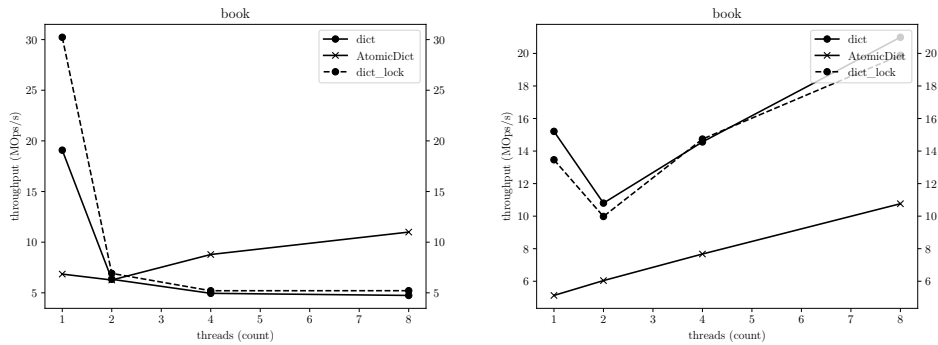 book
throughput (MOps/s)
30
25
20
15
10
5
30
25
20
15
10
5
dict
AtomicDict
dict_lock
1 2 3 4 5 6 7 8
threads (count)
book
throughput (MOps/s)
20
18
16
14
12
10
8
6
20
18
16
14
12
10
8
6
dict
AtomicDict
dict_lock
1 2 3 4 5 6 7 8
threads (count)